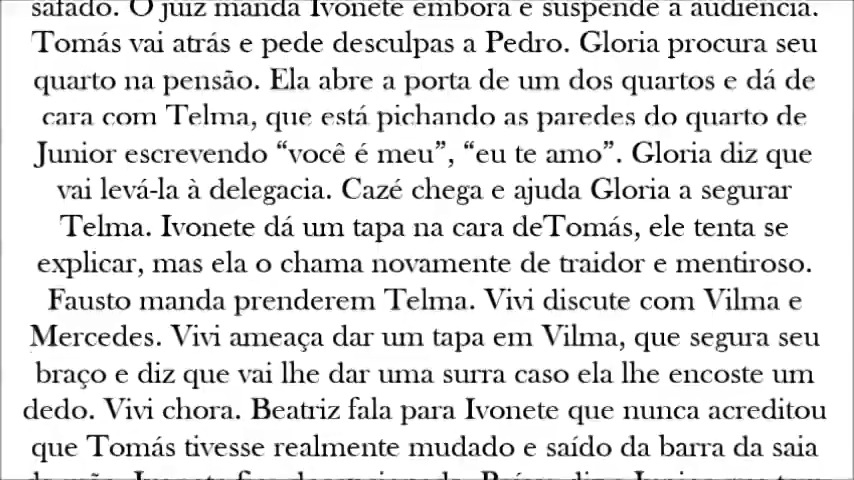 safado. O juiz manda Ivonete embora e suspende a audiência.
Tomás vai atrás e pede desculpas a Pedro. Gloria procura seu
quarto na pensão. Ela abre a porta de um dos quartos e dá de
cara com Telma, que está pichando as paredes do quarto de
Junior escrevendo “você é meu”, “eu te amo”. Gloria diz que
vai levá-la à delegacia. Cazé chega e ajuda Gloria a segurar
Telma. Ivonete dá um tapa na cara deTomás, ele tenta se
explicar, mas ela o chama novamente de traidor e mentiroso.
Fausto manda prenderem Telma. Vivi discute com Vilma e
Mercedes. Vivi ameaça dar um tapa em Vilma, que segura seu
braço e diz que vai lhe dar uma surra caso ela lhe encoste um
dedo. Vivi chora. Beatriz fala para Ivonete que nunca acreditou
que Tomás tivesse realmente mudado e saído da barra da saia